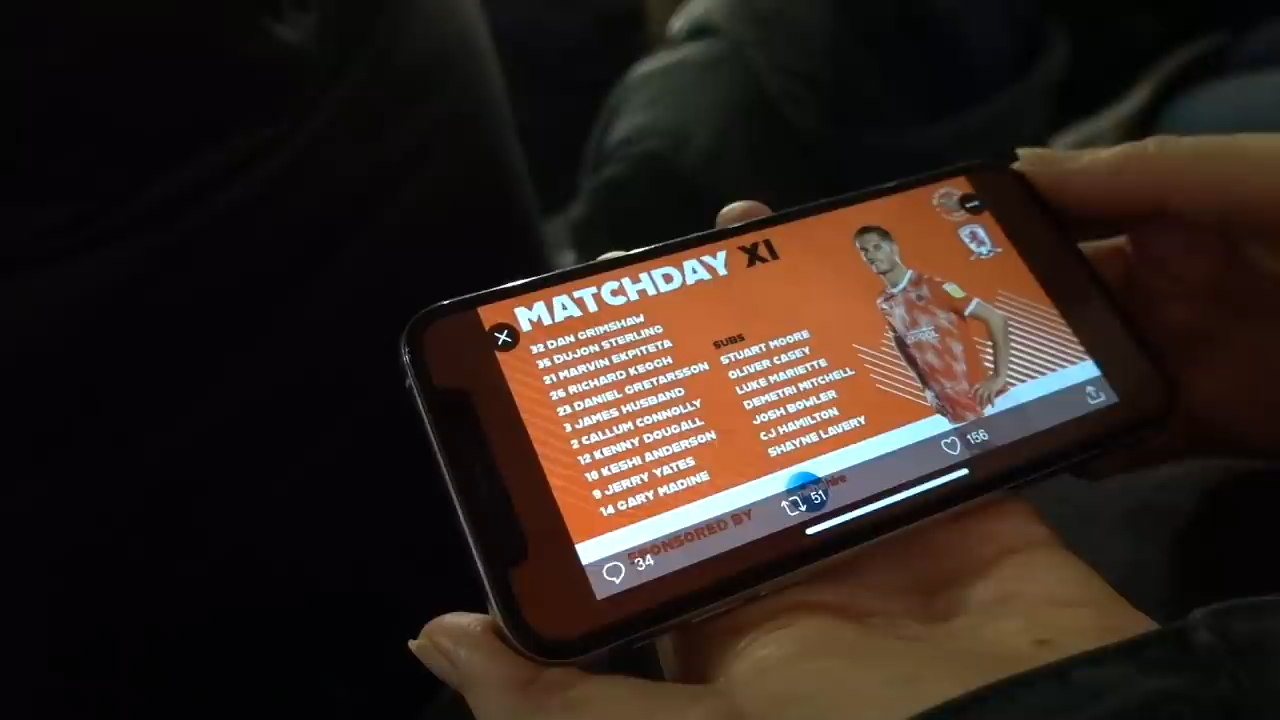 MATCHDAY XI
32 DAN GRIMSHAW
35 DUJON STERLING
21 MARVIN EKPITETA
26 RICHARD KEOGH
23 DANIEL GRETARSSON
3 JAMES HUSBAND
2 CALLUM CONNOLLY
12 KENNY DOUGALL
10 KESHI ANDERSON
9 JERRY YATES
14 GARY MADINE
SUBS
STUART MOORE
OLIVER CASEY
LUKE MARIETTE
DEMETRI MITCHELL
JOSH BOWLER
CJ HAMILTON
SHAYNE LAVERY
SPONSORED BY
34
51
156